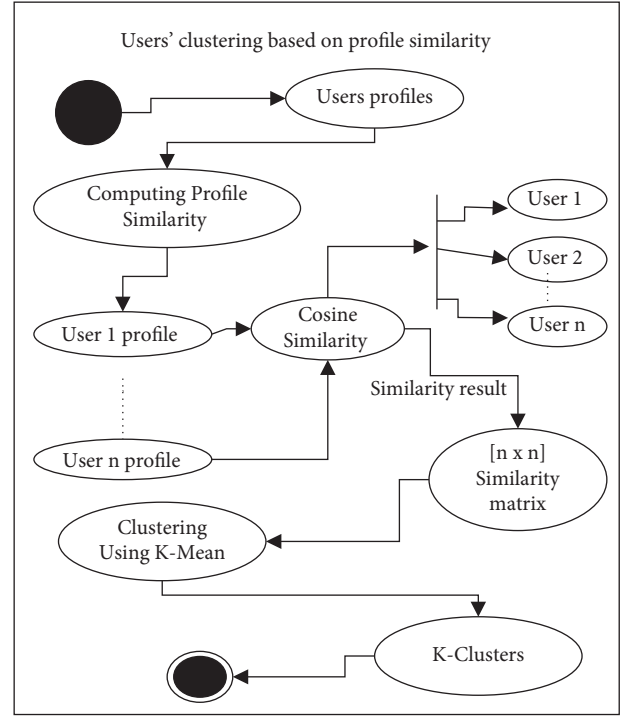 Users' clustering based on profile similarity
Users profiles
Computing Profile
Similarity
User 1
User 2
User n
User 1 profile
Cosine
Similarity
Similarity result
User n profile
[n x n]
Similarity
matrix
Clustering
Using K-Mean
K-Clusters